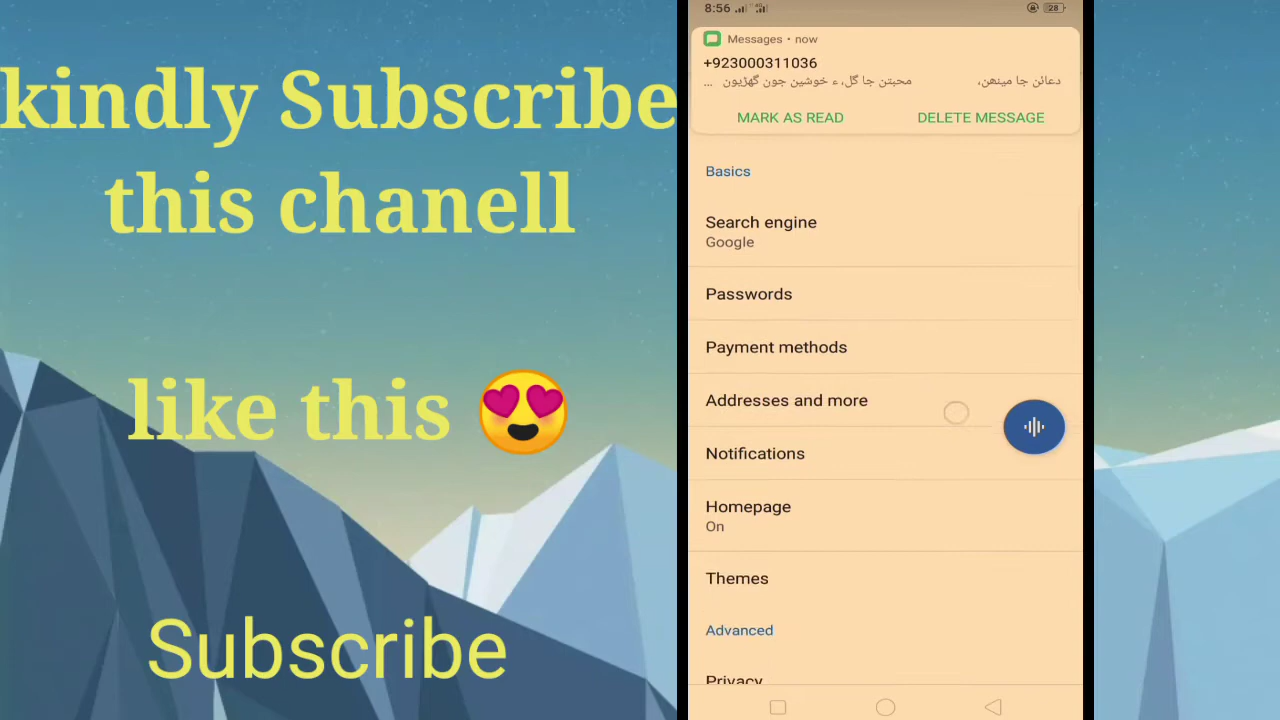 kindly Subscribe
this chanell
like this 😍
Subscribe
8:56
28
Messages • now
+923000311036
دعائن جا مينهن، محبتن جا گل، ۽ خوشين جون گهڙيون ...
MARK AS READ
DELETE MESSAGE
Basics
Search engine
Google
Passwords
Payment methods
Addresses and more
Notifications
Homepage
On
Themes
Advanced
Privacy